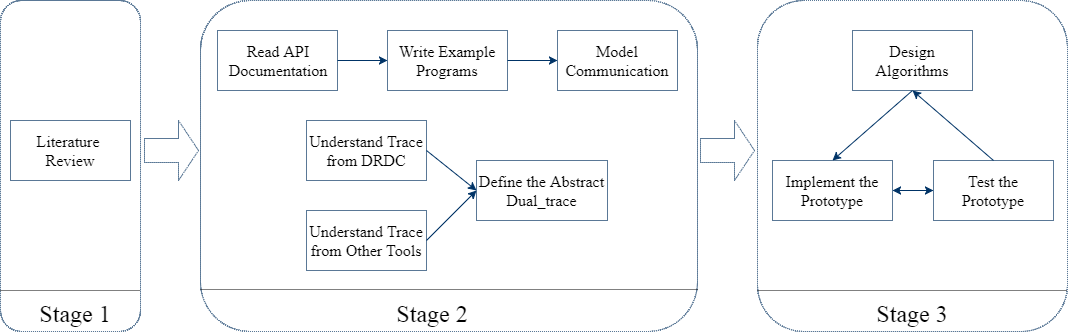 Literature
Review
Stage 1
Read API
Documentation
Write Example
Programs
Model
Communication
Understand Trace
from DRDC
Understand Trace
from Other Tools
Define the Abstract
Dual_trace
Stage 2
Design
Algorithms
Implement the
Prototype
Test the
Prototype
Stage 3